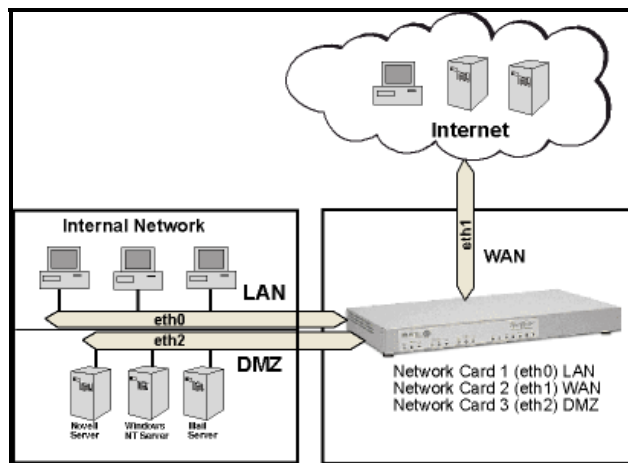 Internet
eth1
WAN
Internal Network
LAN
eth0
eth2
DMZ
Novell
Server
Windows
NT Server
Mail
Server
Network Card 1 (eth0) LAN
Network Card 2 (eth1) WAN
Network Card 3 (eth2) DMZ